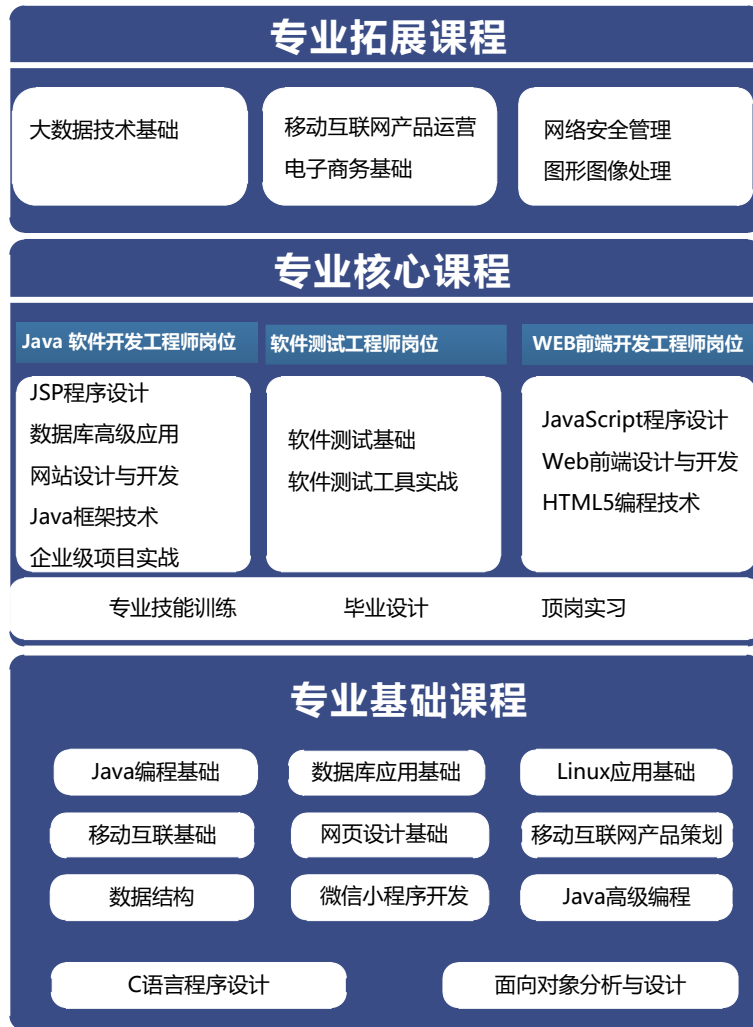 专业拓展课程
大数据技术基础
移动互联网产品运营
电子商务基础
网络安全管理
图形图像处理
专业核心课程
Java 软件开发工程师岗位
JSP程序设计
数据库高级应用
网站设计与开发
Java框架技术
企业级项目实战
软件测试工程师岗位
软件测试基础
软件测试工具实战
WEB前端开发工程师岗位
JavaScript程序设计
Web前端设计与开发
HTML5编程技术
专业技能训练
毕业设计
顶岗实习
专业基础课程
Java编程基础
数据库应用基础
Linux应用基础
移动互联基础
网页设计基础
移动互联网产品策划
数据结构
微信小程序开发
Java高级编程
C语言程序设计
面向对象分析与设计